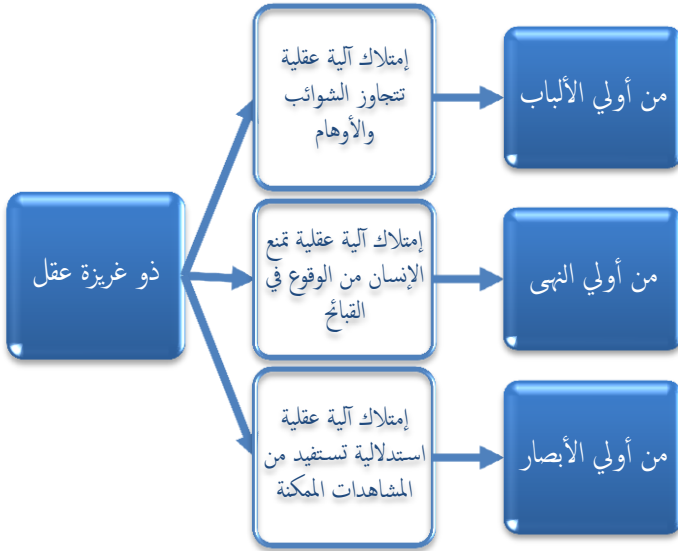 ذو غريزة عقل
إمتلاك آلية عقلية
تتجاوز الشوائب
والأوهام
من أولي الألباب
إمتلاك آلية عقلية تمنع
الإنسان من الوقوع في
القبائح
من أولي النهى
إمتلاك آلية عقلية
استدلالية تستفيد من
المشاهدات الممكنة
من أولي الأبصار